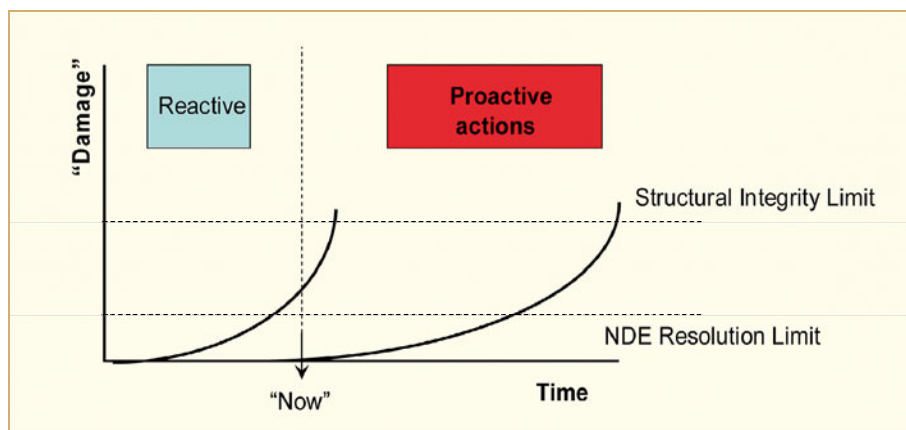 "Damage"
Reactive
Proactive
actions
Structural Integrity Limit
NDE Resolution Limit
"Now"
Time